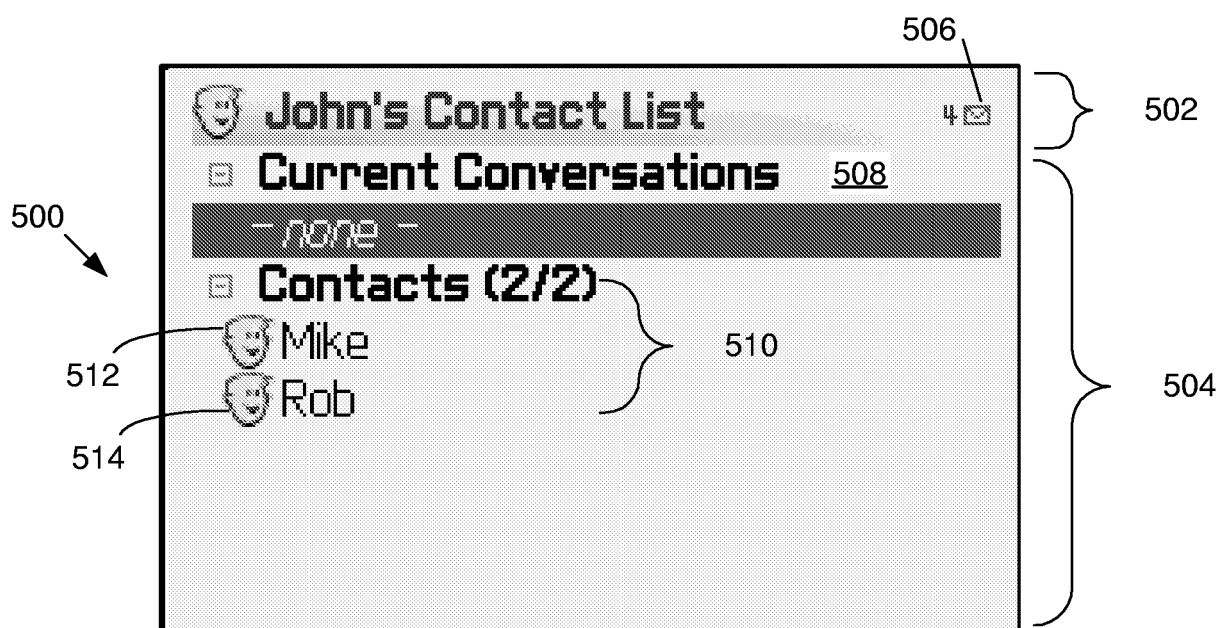 506
John's Contact List 4 502
Current Conversations 508
500
- none -
Contacts (2/2)
Mike 510
512
504
Rob
514